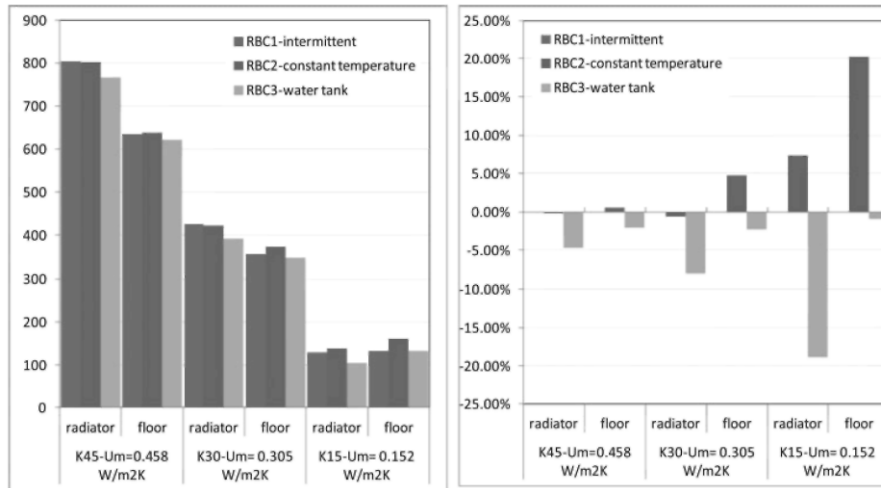 900
800
700
600
500
400
300
200
100
0
RBC1-intermittent
RBC2-constant temperature
RBC3-water tank
radiator floor radiator floor radiator floor
K45-Um=0.458 K30-Um= 0.305 K15-Um= 0.152
W/m2K W/m2K W/m2K
25.00%
20.00%
15.00%
10.00%
5.00%
0.00%
-5.00%
-10.00%
-15.00%
-20.00%
-25.00%
RBC1-intermittent
RBC2-constant temperature
RBC3-water tank
radiator floor radiator floor radiator floor
K45-Um=0.458 K30-Um= 0.305 K15-Um= 0.152
W/m2K W/m2K W/m2K